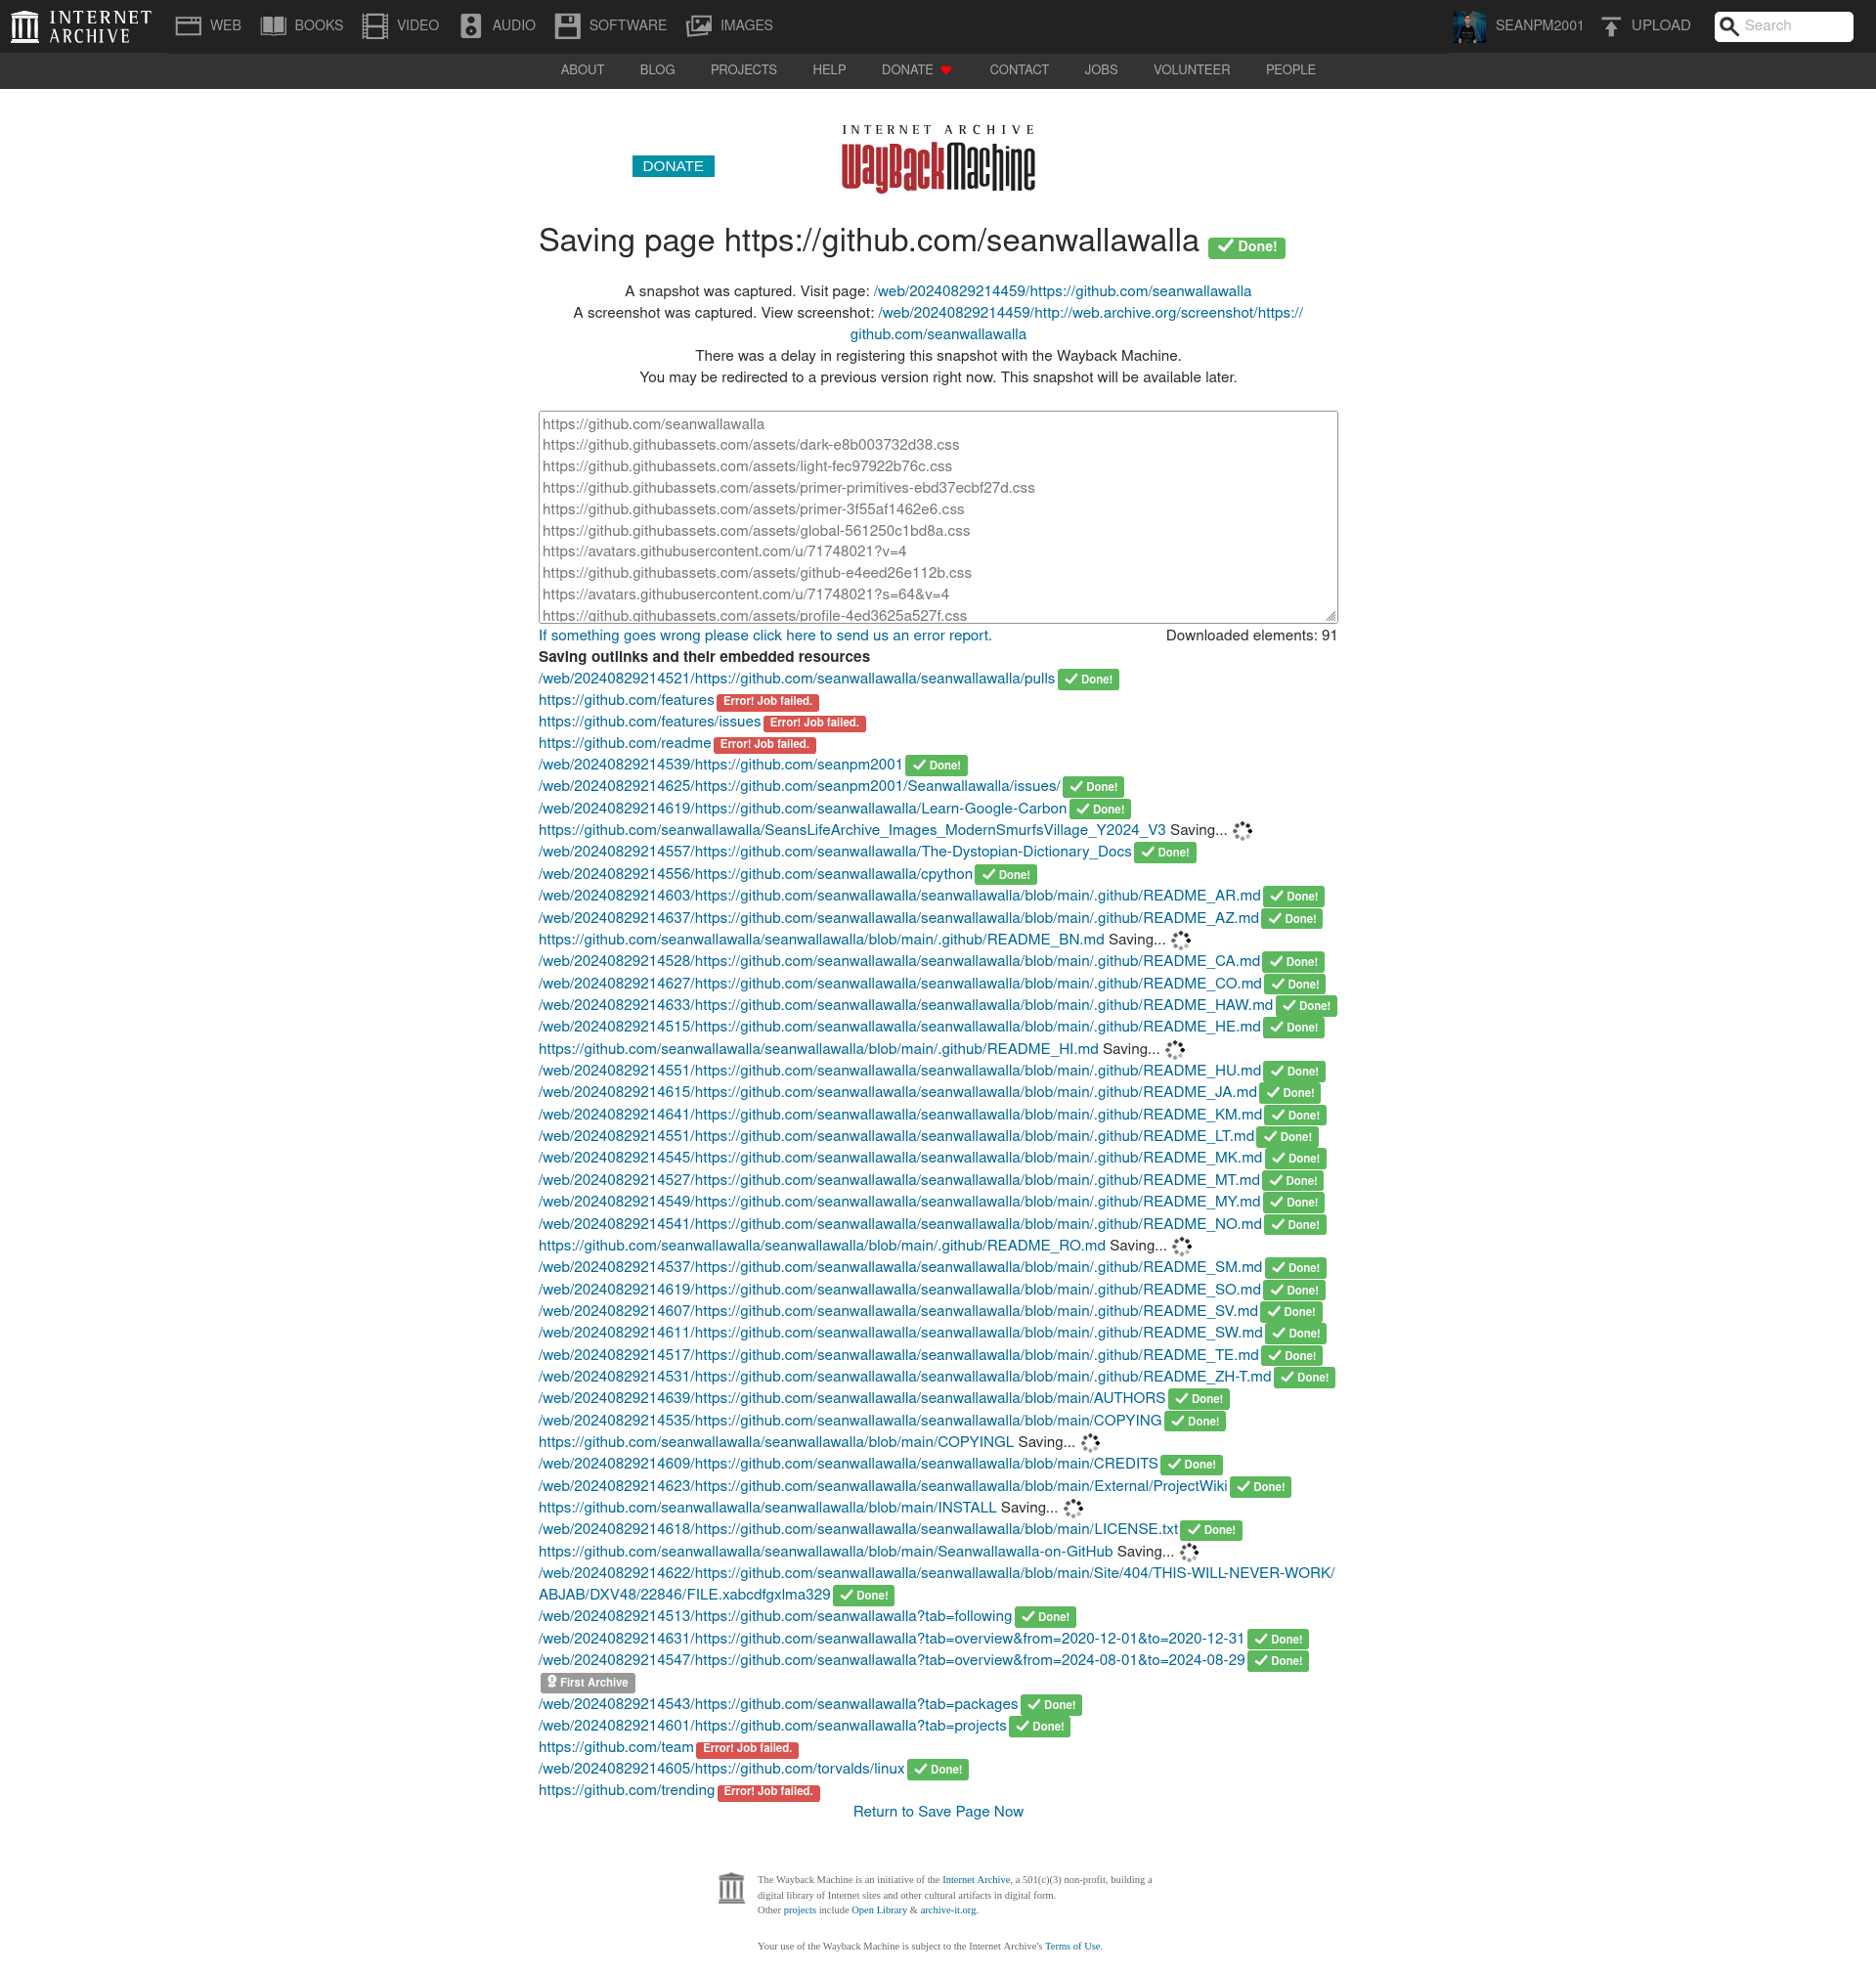 INTERNET ARCHIVE
WEB BOOKS VIDEO AUDIO SOFTWARE IMAGES SEANPM2001 UPLOAD Search
ABOUT BLOG PROJECTS HELP DONATE CONTACT JOBS VOLUNTEER PEOPLE
INTERNET ARCHIVE
DONATE WayBackMachine
Saving page https://github.com/seanwallawalla Done!
A snapshot was captured. Visit page: /web/20240829214459/https://github.com/seanwallawalla
A screenshot was captured. View screenshot: /web/20240829214459/http://web.archive.org/screenshot/https://
github.com/seanwallawalla
There was a delay in registering this snapshot with the Wayback Machine.
You may be redirected to a previous version right now. This snapshot will be available later.
https://github.com/seanwallawalla
https://github.githubassets.com/assets/dark-e8b003732d38.css
https://github.githubassets.com/assets/light-fec97922b76c.css
https://github.githubassets.com/assets/primer-primitives-ebd37ecbf27d.css
https://github.githubassets.com/assets/primer-3f55af1462e6.css
https://github.githubassets.com/assets/global-561250c1bd8a.css
https://avatars.githubusercontent.com/u/71748021?v=4
https://github.githubassets.com/assets/github-e4eed26e112b.css
https://avatars.githubusercontent.com/u/71748021?s=64&v=4
https://github.githubassets.com/assets/profile-4ed3625a527f.css
If something goes wrong please click here to send us an error report. Downloaded elements: 91
Saving outlinks and their embedded resources
/web/20240829214521/https://github.com/seanwallawalla/seanwallawalla/pulls Done!
https://github.com/features Error! Job failed.
https://github.com/features/issues Error! Job failed.
https://github.com/readme Error! Job failed.
/web/20240829214539/https://github.com/seanpm2001 Done!
/web/20240829214625/https://github.com/seanpm2001/Seanwallawalla/issues/ Done!
/web/20240829214619/https://github.com/seanwallawalla/Learn-Google-Carbon Done!
https://github.com/seanwallawalla/SeansLifeArchive_Images_ModernSmurfsVillage_Y2024_V3 Saving...
/web/20240829214557/https://github.com/seanwallawalla/The-Dystopian-Dictionary_Docs Done!
/web/20240829214556/https://github.com/seanwallawalla/cpython Done!
/web/20240829214603/https://github.com/seanwallawalla/seanwallawalla/blob/main/.github/README_AR.md Done!
/web/20240829214637/https://github.com/seanwallawalla/seanwallawalla/blob/main/.github/README_AZ.md Done!
https://github.com/seanwallawalla/seanwallawalla/blob/main/.github/README_BN.md Saving...
/web/20240829214528/https://github.com/seanwallawalla/seanwallawalla/blob/main/.github/README_CA.md Done!
/web/20240829214627/https://github.com/seanwallawalla/seanwallawalla/blob/main/.github/README_CO.md Done!
/web/20240829214633/https://github.com/seanwallawalla/seanwallawalla/blob/main/.github/README_HAW.md Done!
/web/20240829214515/https://github.com/seanwallawalla/seanwallawalla/blob/main/.github/README_HE.md Done!
https://github.com/seanwallawalla/seanwallawalla/blob/main/.github/README_HI.md Saving...
/web/20240829214551/https://github.com/seanwallawalla/seanwallawalla/blob/main/.github/README_HU.md Done!
/web/20240829214615/https://github.com/seanwallawalla/seanwallawalla/blob/main/.github/README_JA.md Done!
/web/20240829214641/https://github.com/seanwallawalla/seanwallawalla/blob/main/.github/README_KM.md Done!
/web/20240829214551/https://github.com/seanwallawalla/seanwallawalla/blob/main/.github/README_LT.md Done!
/web/20240829214545/https://github.com/seanwallawalla/seanwallawalla/blob/main/.github/README_MK.md Done!
/web/20240829214527/https://github.com/seanwallawalla/seanwallawalla/blob/main/.github/README_MT.md Done!
/web/20240829214549/https://github.com/seanwallawalla/seanwallawalla/blob/main/.github/README_MY.md Done!
/web/20240829214541/https://github.com/seanwallawalla/seanwallawalla/blob/main/.github/README_NO.md Done!
https://github.com/seanwallawalla/seanwallawalla/blob/main/.github/README_RO.md Saving...
/web/20240829214537/https://github.com/seanwallawalla/seanwallawalla/blob/main/.github/README_SM.md Done!
/web/20240829214619/https://github.com/seanwallawalla/seanwallawalla/blob/main/.github/README_SO.md Done!
/web/20240829214607/https://github.com/seanwallawalla/seanwallawalla/blob/main/.github/README_SV.md Done!
/web/20240829214611/https://github.com/seanwallawalla/seanwallawalla/blob/main/.github/README_SW.md Done!
/web/20240829214517/https://github.com/seanwallawalla/seanwallawalla/blob/main/.github/README_TE.md Done!
/web/20240829214531/https://github.com/seanwallawalla/seanwallawalla/blob/main/.github/README_ZH-T.md Done!
/web/20240829214639/https://github.com/seanwallawalla/seanwallawalla/blob/main/AUTHORS Done!
/web/20240829214535/https://github.com/seanwallawalla/seanwallawalla/blob/main/COPYING Done!
https://github.com/seanwallawalla/seanwallawalla/blob/main/COPYINGL Saving...
/web/20240829214609/https://github.com/seanwallawalla/seanwallawalla/blob/main/CREDITS Done!
/web/20240829214623/https://github.com/seanwallawalla/seanwallawalla/blob/main/External/ProjectWiki Done!
https://github.com/seanwallawalla/seanwallawalla/blob/main/INSTALL Saving...
/web/20240829214618/https://github.com/seanwallawalla/seanwallawalla/blob/main/LICENSE.txt Done!
https://github.com/seanwallawalla/seanwallawalla/blob/main/Seanwallawalla-on-GitHub Saving...
/web/20240829214622/https://github.com/seanwallawalla/seanwallawalla/blob/main/Site/404/THIS-WILL-NEVER-WORK/
ABJAB/DXV48/22846/FILE.xabcdfgxlma329 Done!
/web/20240829214513/https://github.com/seanwallawalla?tab=following Done!
/web/20240829214631/https://github.com/seanwallawalla?tab=overview&from=2020-12-01&to=2020-12-31 Done!
/web/20240829214547/https://github.com/seanwallawalla?tab=overview&from=2024-08-01&to=2024-08-29 Done!
First Archive
/web/20240829214543/https://github.com/seanwallawalla?tab=packages Done!
/web/20240829214601/https://github.com/seanwallawalla?tab=projects Done!
https://github.com/team Error! Job failed.
/web/20240829214605/https://github.com/torvalds/linux Done!
https://github.com/trending Error! Job failed.
Return to Save Page Now
The Wayback Machine is an initiative of the Internet Archive, a 501(c)(3) non-profit, building a
digital library of Internet sites and other cultural artifacts in digital form.
Other projects include Open Library & archive-it.org.
Your use of the Wayback Machine is subject to the Internet Archive's Terms of Use.